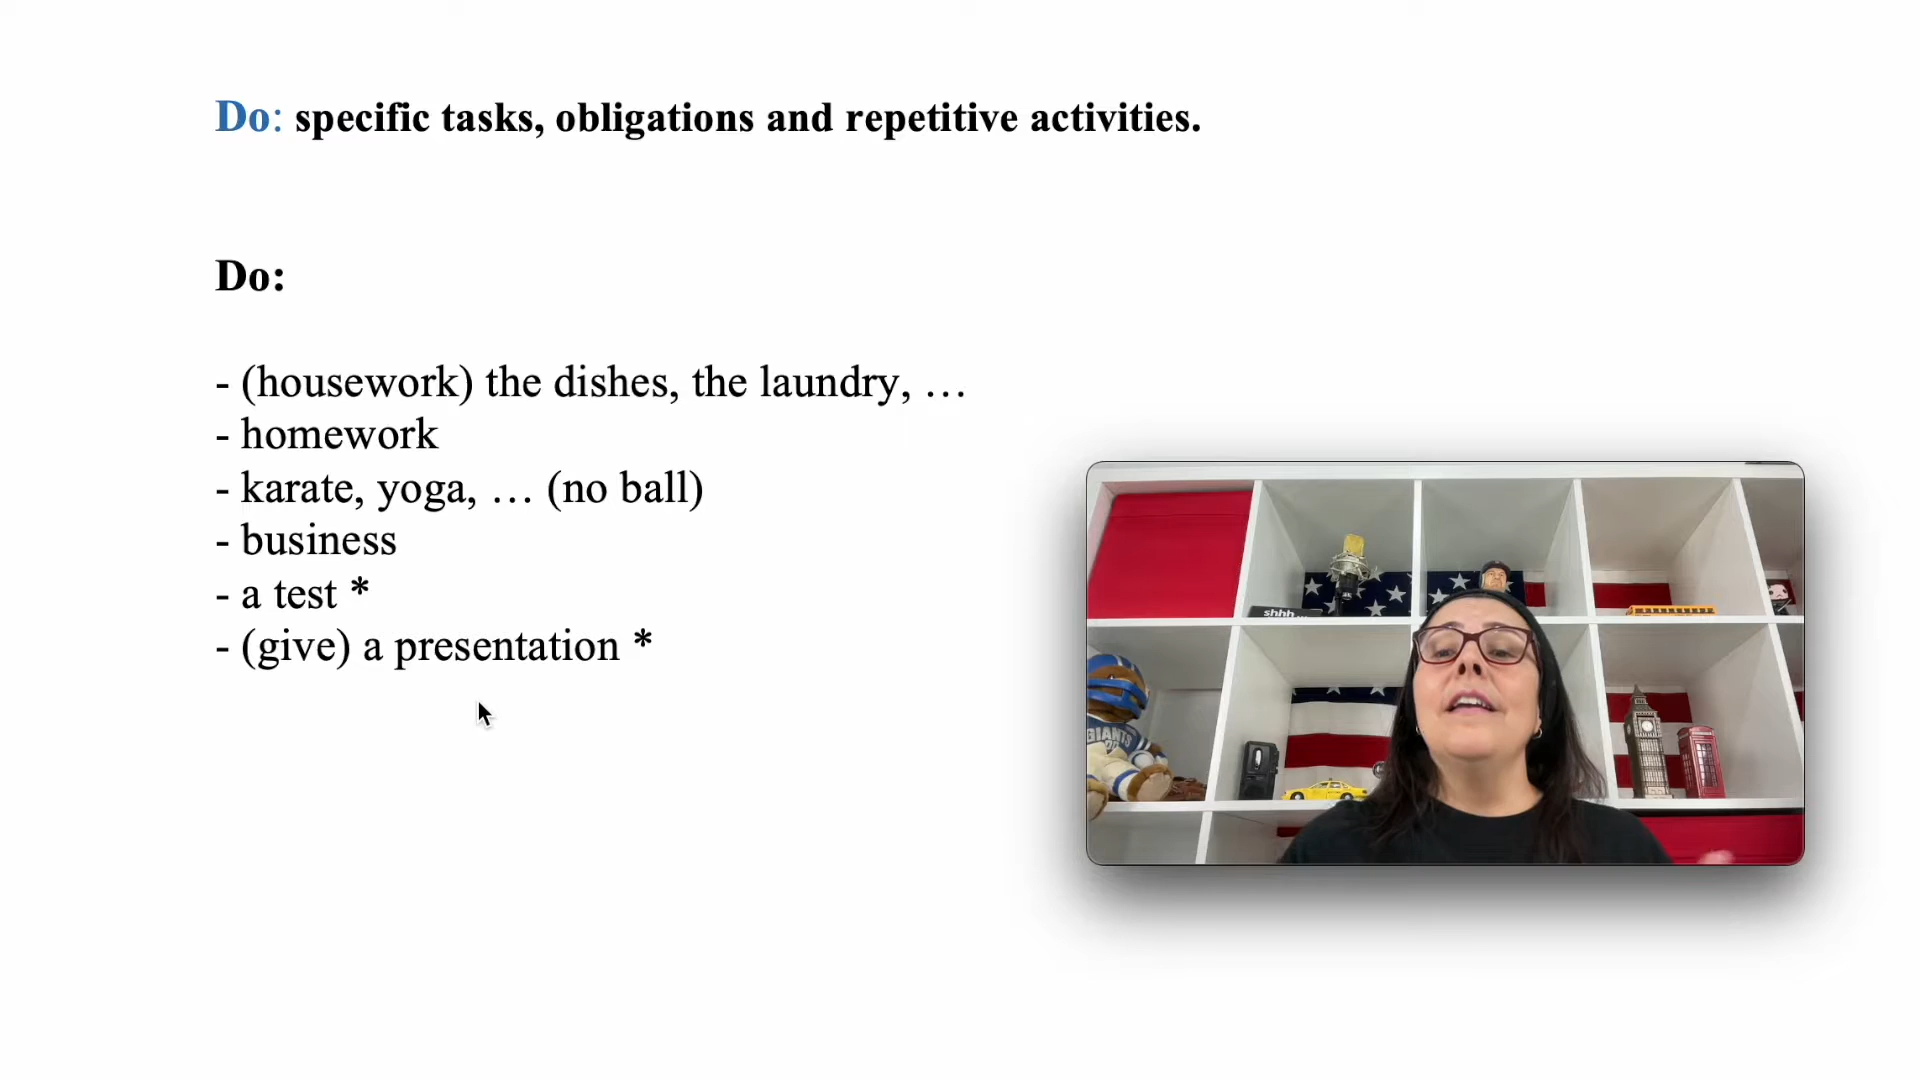 Do: specific tasks, obligations and repetitive activities.
Do:
- (housework) the dishes, the laundry, …
- homework
- karate, yoga, … (no ball)
- business
- a test *
- (give) a presentation *
shhh
GIANTS